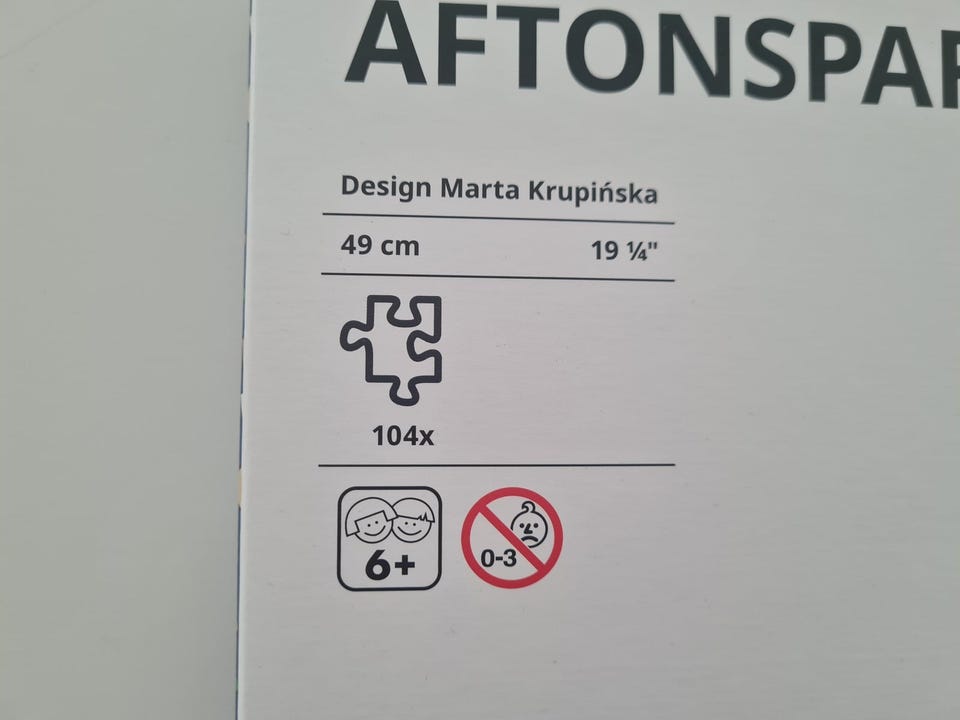 AFTONSPAR
Design Marta Krupińska
49 cm 19 ¼"
104x
6+
0-3